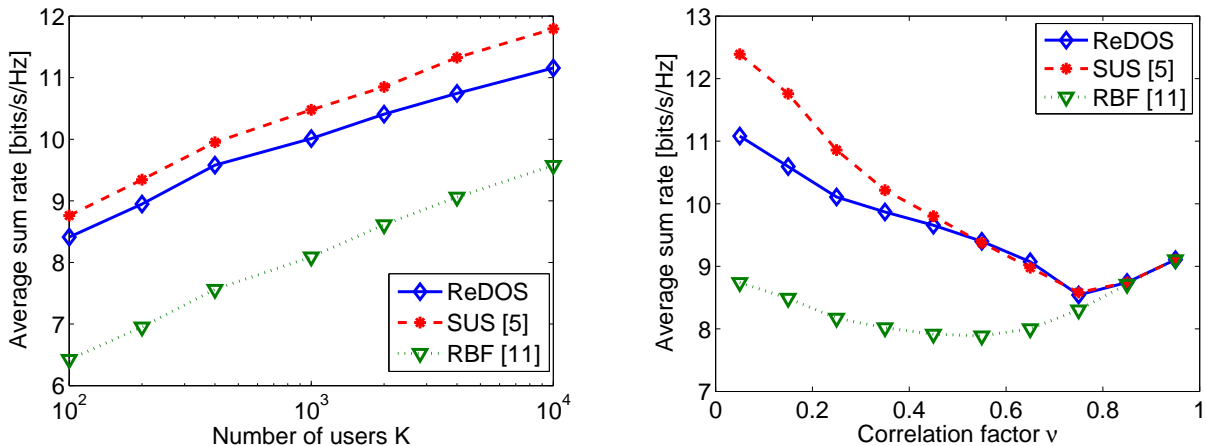 12
11
10
9
8
7
6
10^2
10^3
10^4
Average sum rate [bits/s/Hz]
Number of users K
ReDOS
SUS [5]
RBF [11]
13
12
11
10
9
8
7
0
0.2
0.4
0.6
0.8
1
Average sum rate [bits/s/Hz]
Correlation factor ν
ReDOS
SUS [5]
RBF [11]